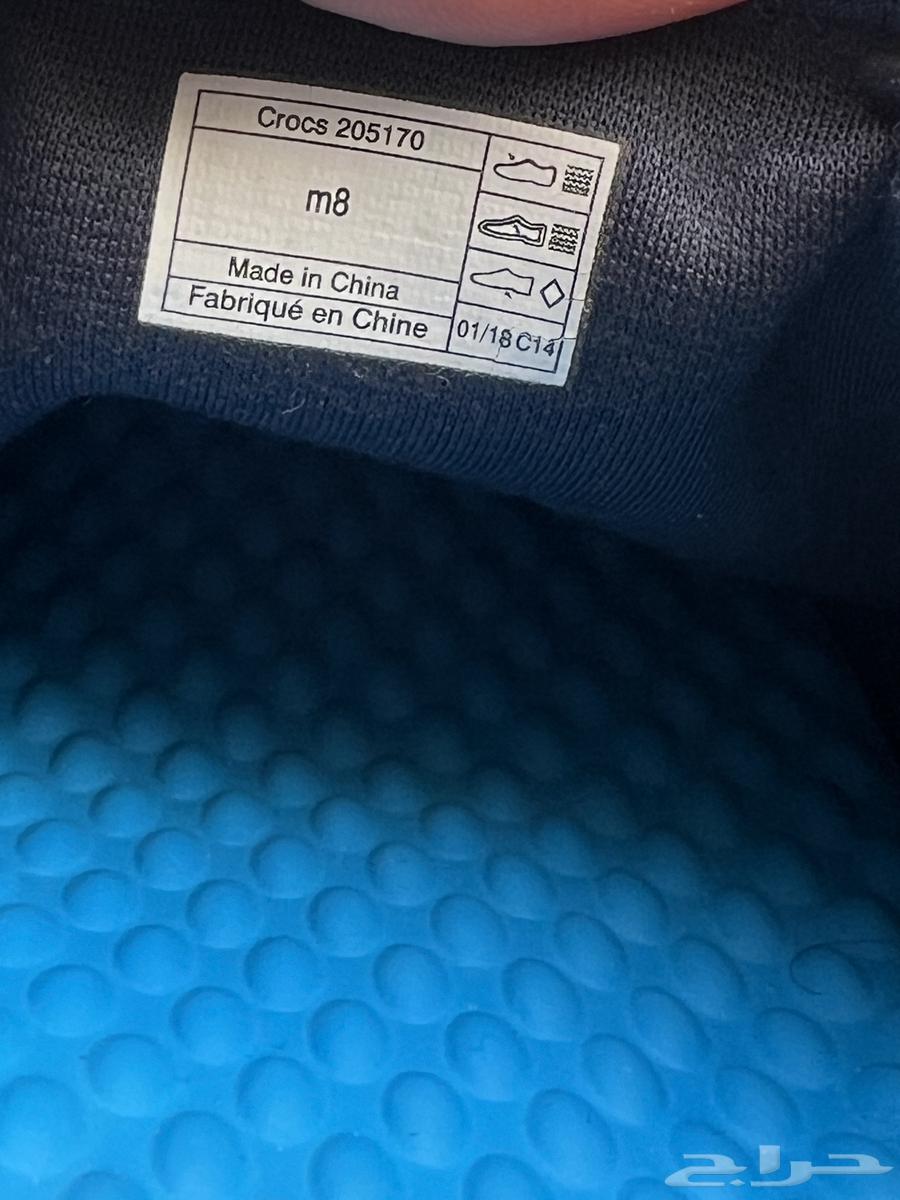 Crocs 205170
m8
Made in China
Fabriqué en Chine
01/18 C14
حراج